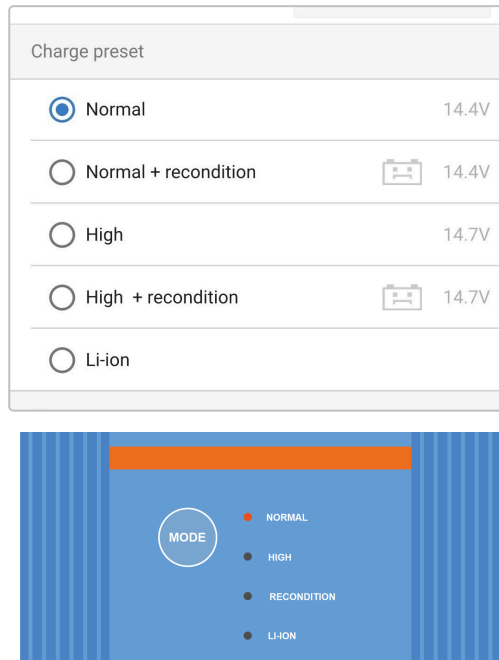 Charge preset
Normal 14.4V
Normal + recondition 14.4V
High 14.7V
High + recondition 14.7V
Li-ion
MODE
NORMAL
HIGH
RECONDITION
LI-ION